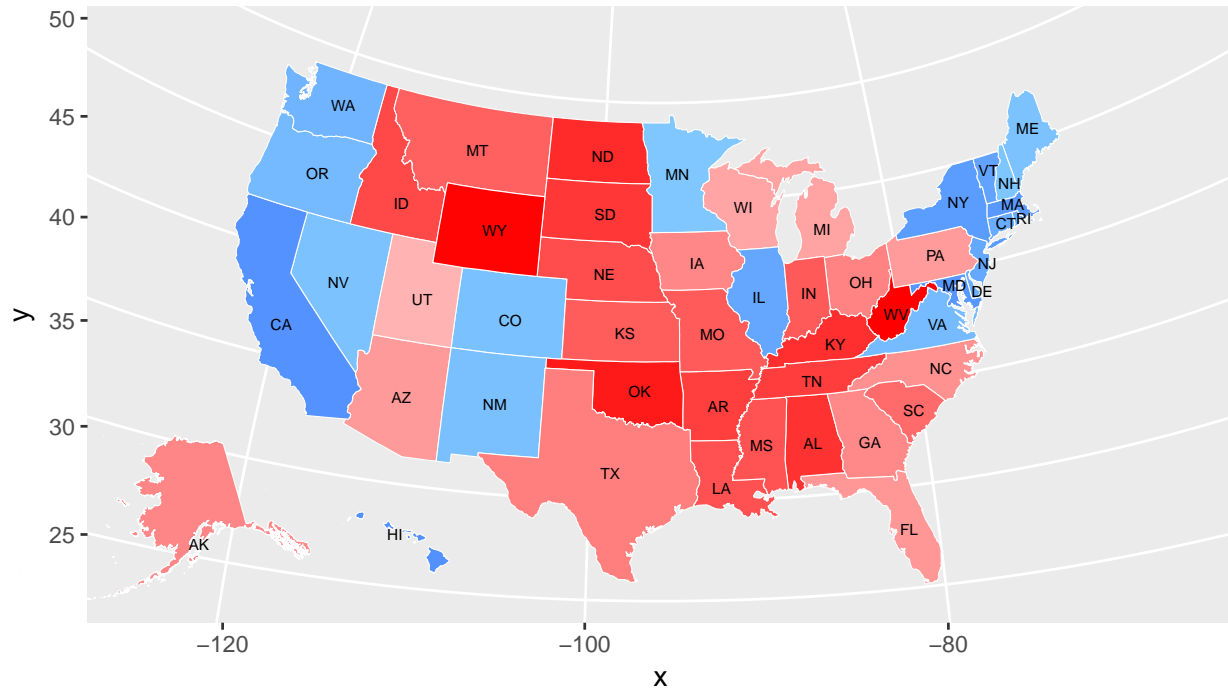 50
45
40
35
30
25
y
WA
ME
MT
ND
VT
OR
MN
NH
ID
NY
MA
SD
WI
CT
RI
WY
MI
PA
IA
NJ
NE
NV
OH
MD
DE
UT
IL
IN
WV
CA
CO
VA
KS
MO
KY
NC
TN
OK
AZ
NM
AR
SC
MS
AL
GA
TX
LA
FL
HI
AK
−120
−100
−80
x